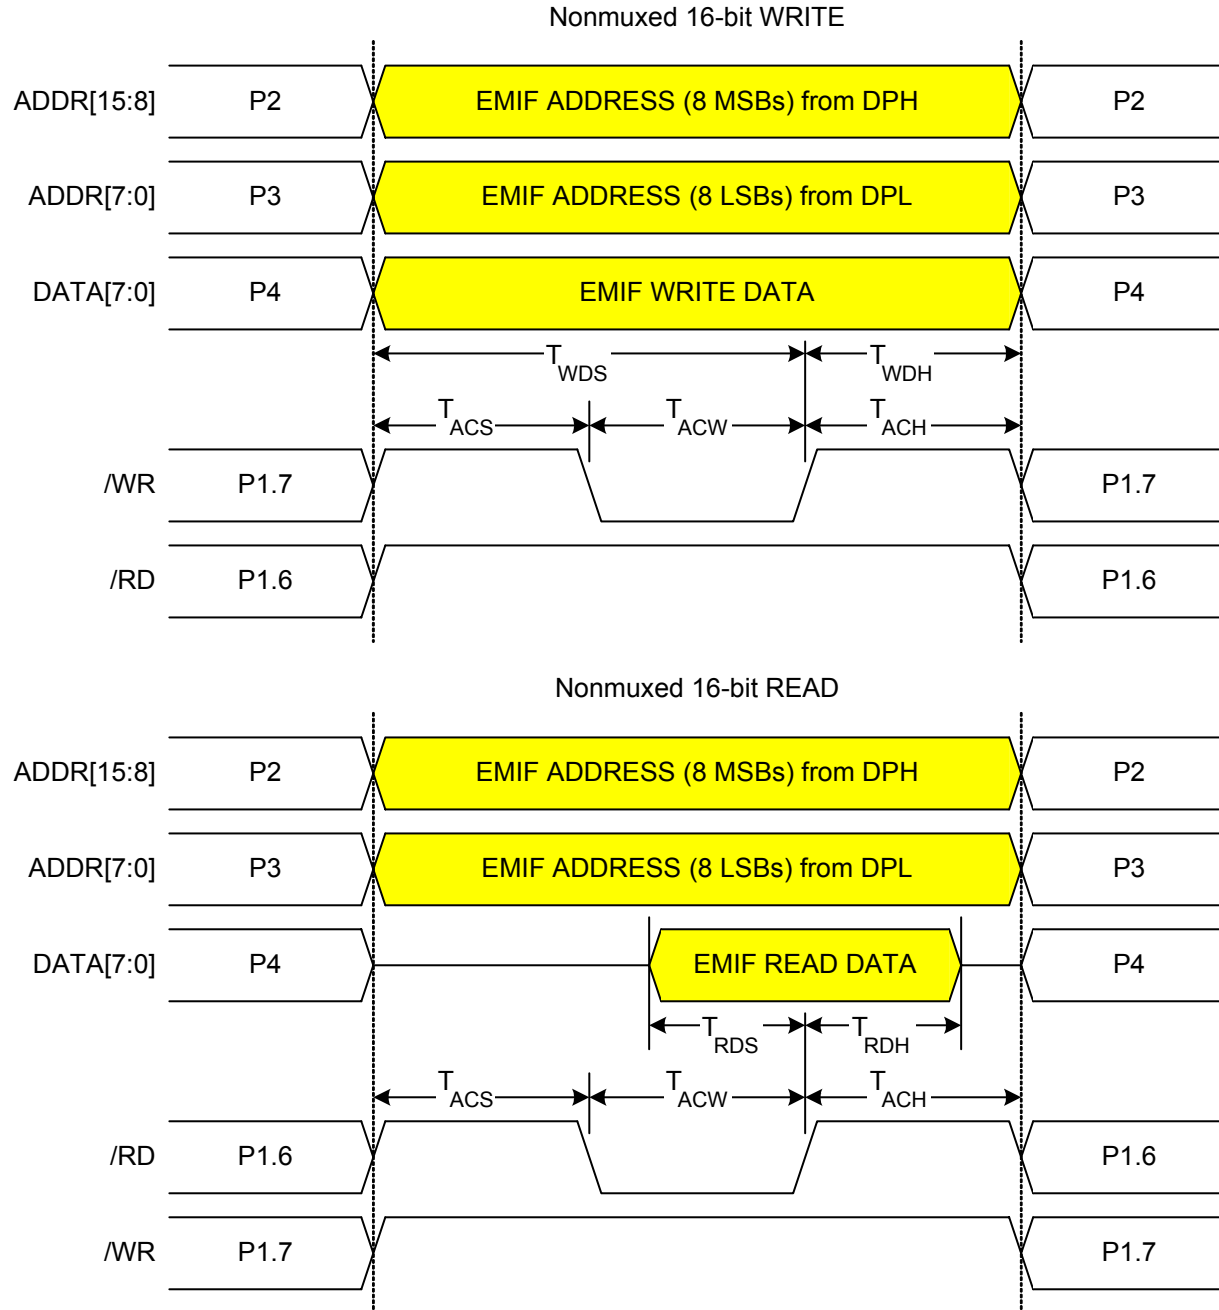 Nonmuxed 16-bit WRITE
ADDR[15:8] P2 EMIF ADDRESS (8 MSBs) from DPH P2
ADDR[7:0] P3 EMIF ADDRESS (8 LSBs) from DPL P3
DATA[7:0] P4 EMIF WRITE DATA P4
TWDS TWDH
TACS TACW TACH
/WR P1.7 P1.7
/RD P1.6 P1.6
Nonmuxed 16-bit READ
ADDR[15:8] P2 EMIF ADDRESS (8 MSBs) from DPH P2
ADDR[7:0] P3 EMIF ADDRESS (8 LSBs) from DPL P3
DATA[7:0] P4 EMIF READ DATA P4
TRDS TRDH
TACS TACW TACH
/RD P1.6 P1.6
/WR P1.7 P1.7